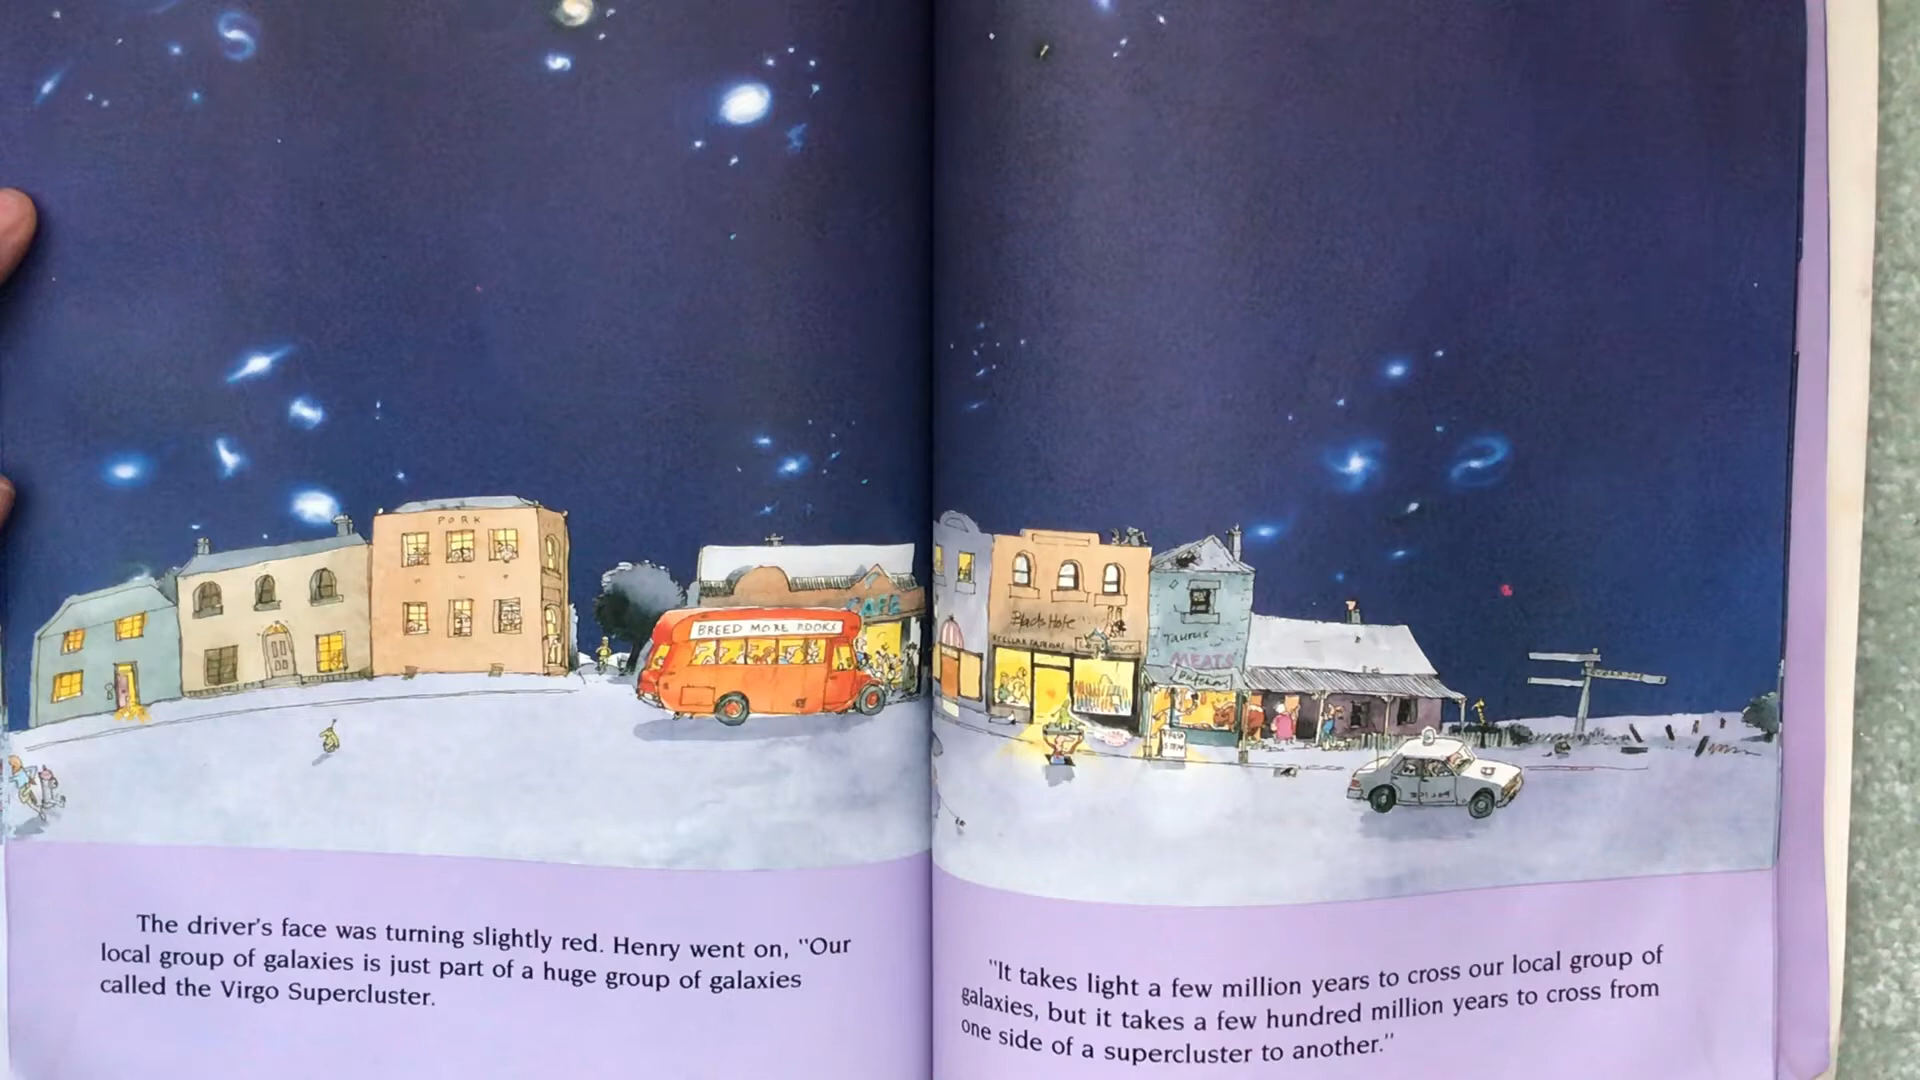 PORK
CAFE
BREED MORE ROOKS
The driver's face was turning slightly red. Henry went on, "Our
local group of galaxies is just part of a huge group of galaxies
called the Virgo Supercluster.
Black Hole
Taurus
MEATS
Butcher
"It takes light a few million years to cross our local group of
galaxies, but it takes a few hundred million years to cross from
one side of a supercluster to another."